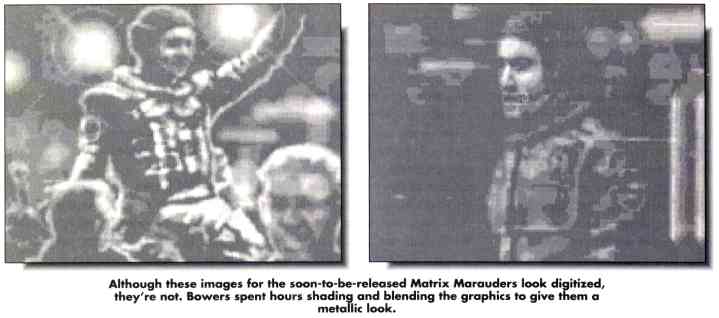 Although these images for the soon-to-be-released Matrix Marauders look digitized,
they're not. Bowers spent hours shading and blending the graphics to give them a
metallic look.